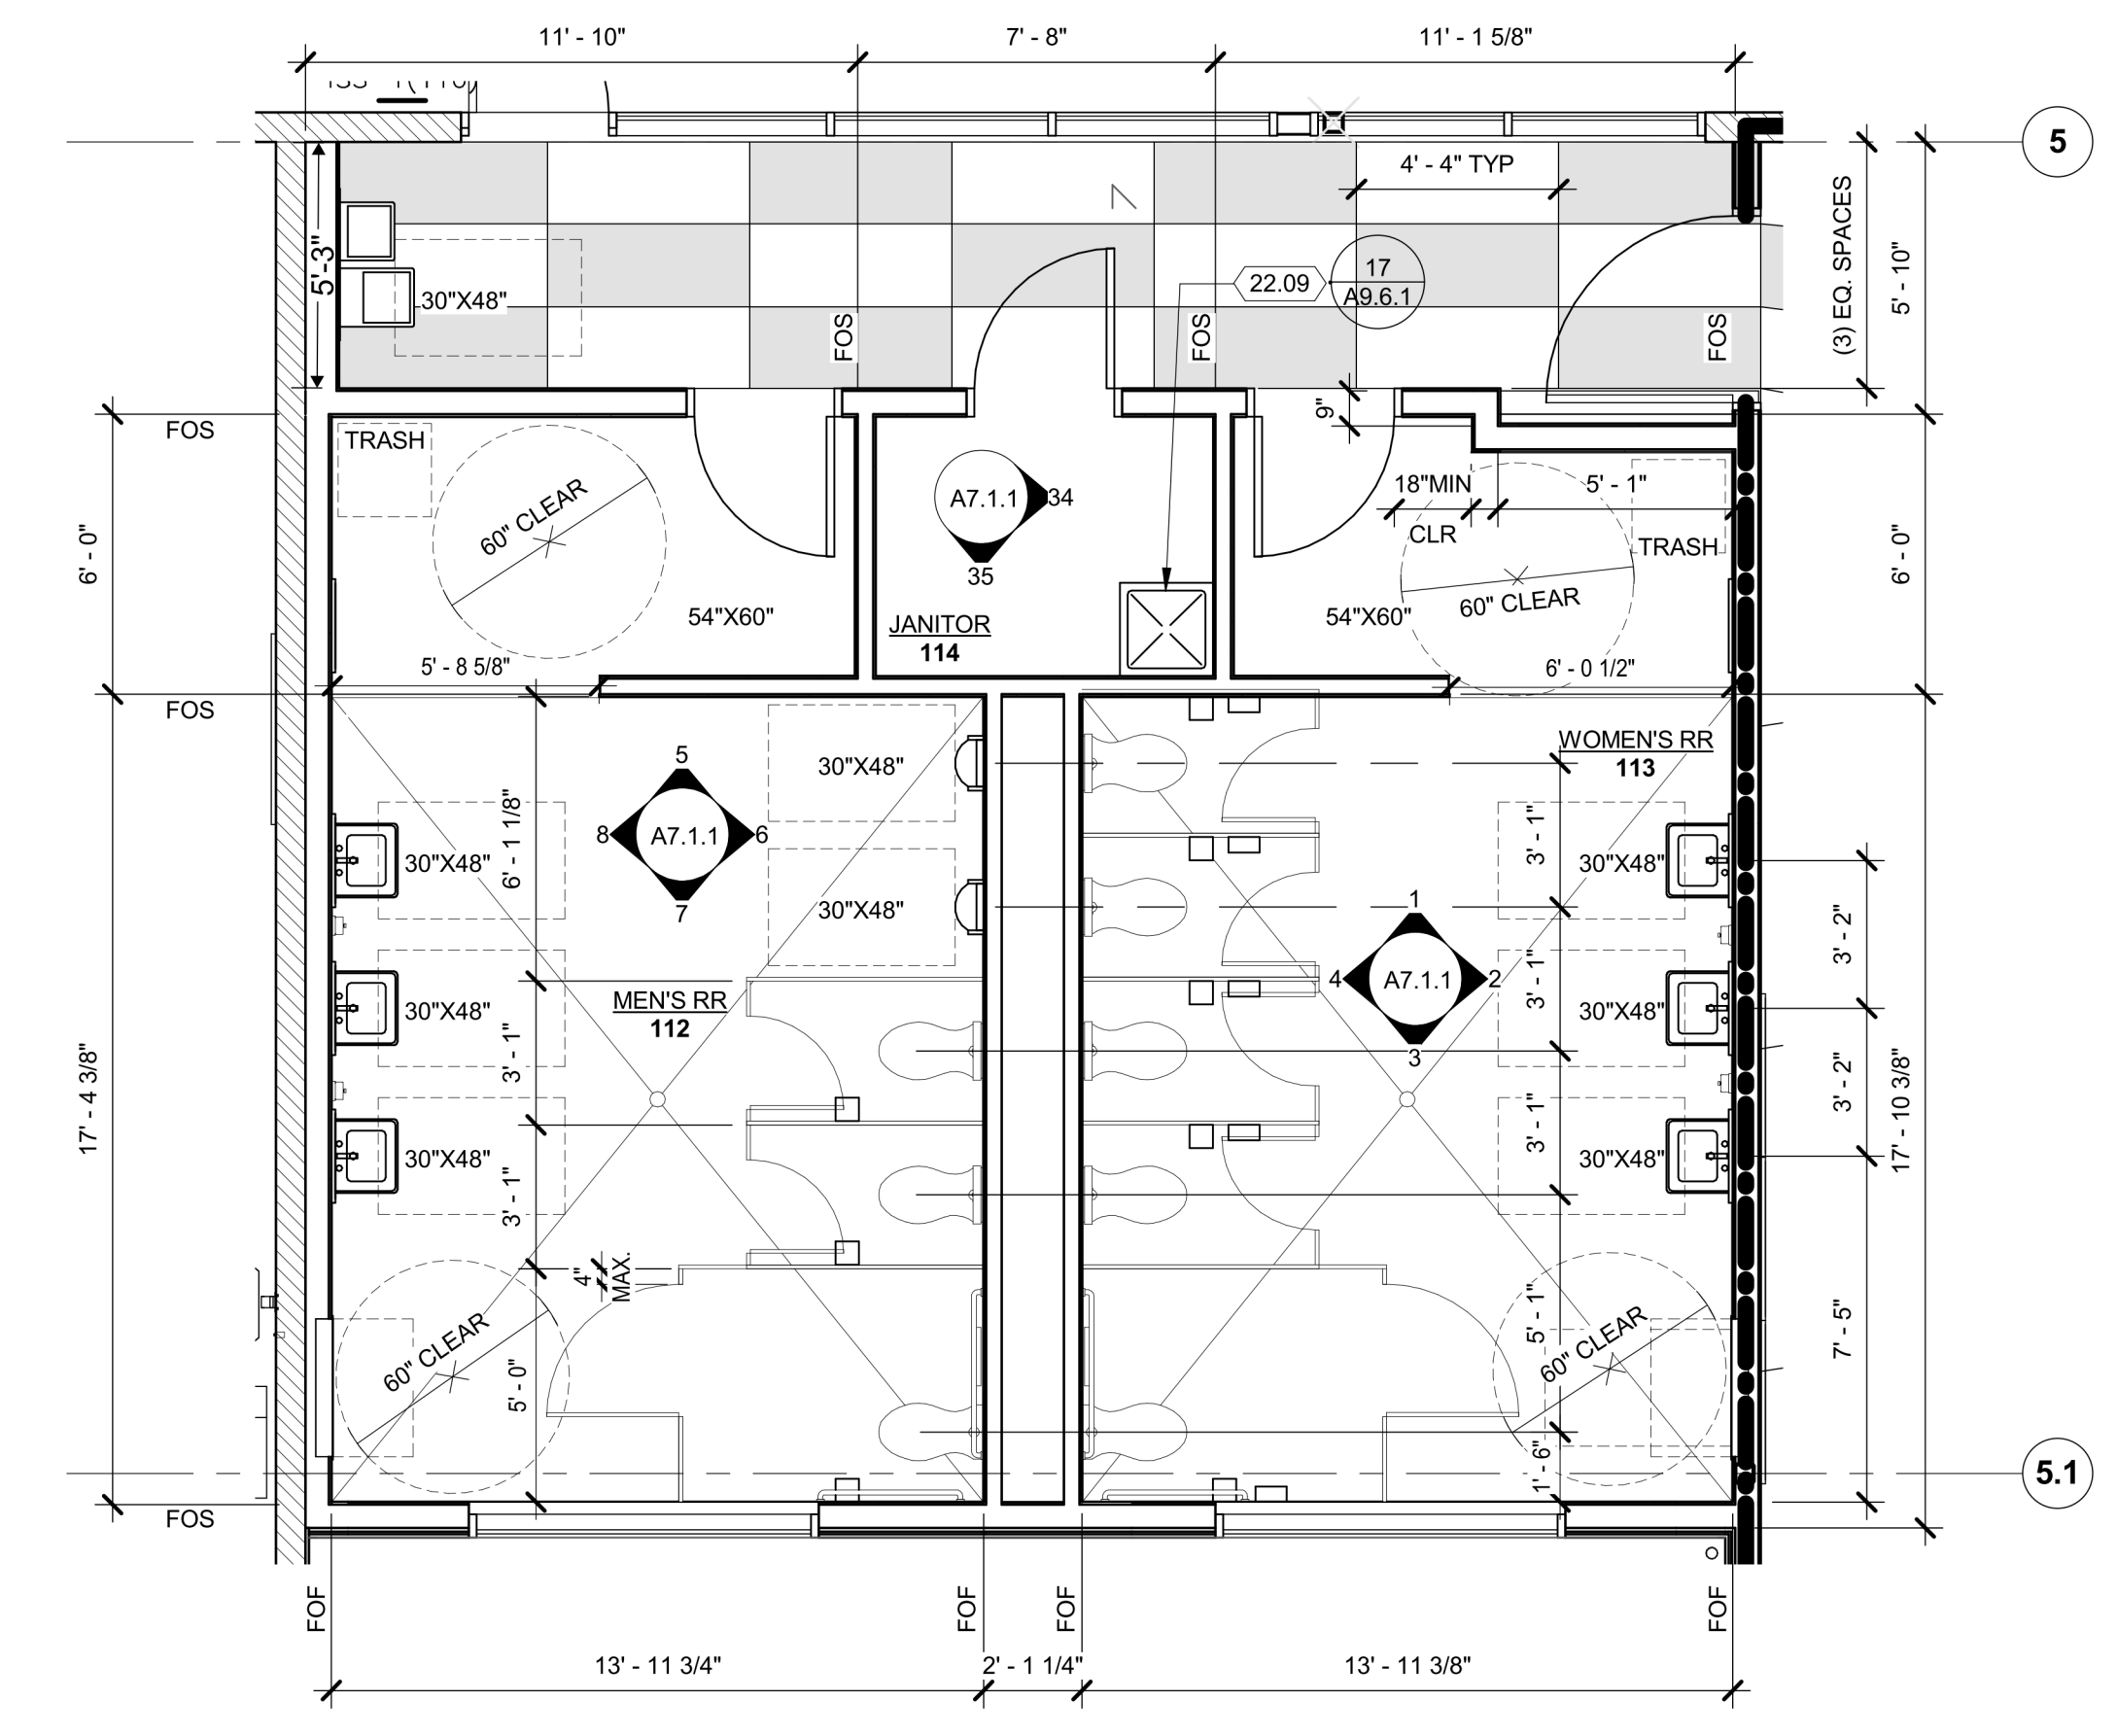 11' - 10"
7' - 8"
11' - 1 5/8"
5
4' - 4" TYP
(3) EQ. SPACES
5' - 10"
5'-3"
30"X48"
22.09
17
A9.6.1
FOS
FOS
FOS
9"
FOS
TRASH
60" CLEAR
A7.1.1
34
35
18"MIN
CLR
5' - 1"
TRASH
60" CLEAR
6' - 0"
6' - 0"
54"X60"
JANITOR
114
54"X60"
5' - 8 5/8"
6' - 0 1/2"
FOS
5
8
A7.1.1
6
7
30"X48"
30"X48"
WOMEN'S RR
113
6' - 1 1/8"
30"X48"
3' - 1"
30"X48"
3' - 2"
MEN'S RR
112
1
4
A7.1.1
2
3
30"X48"
3' - 1"
3' - 1"
30"X48"
3' - 2"
17' - 4 3/8"
17' - 10 3/8"
30"X48"
3' - 1"
3' - 1"
30"X48"
4"
MAX.
60" CLEAR
5' - 0"
5' - 1"
60" CLEAR
7' - 5"
1' - 6"
5.1
FOS
FOF
FOF
FOF
FOF
13' - 11 3/4"
2' - 1 1/4"
13' - 11 3/8"